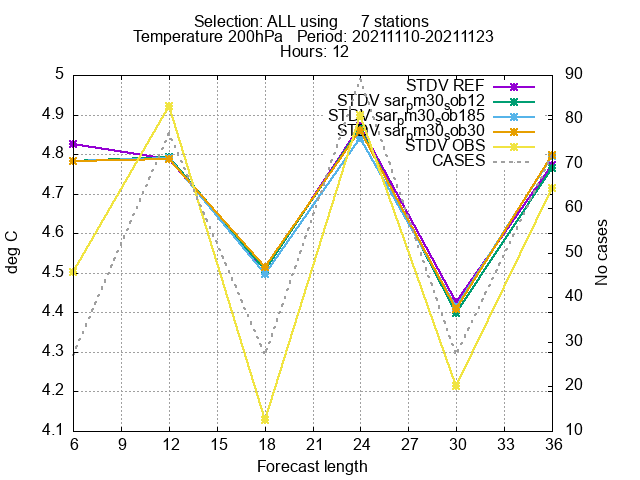 Selection: ALL using 7 stations
Temperature 200hPa Period: 20211110-20211123
Hours: 12
STDV REF
STDV sarpm30sob12
STDV sarpm30sob185
STDV sarpm30sob30
STDV OBS
CASES
5
4.9
4.8
4.7
4.6
4.5
4.4
4.3
4.2
4.1
deg C
90
80
70
60
50
40
30
20
10
No cases
6 9 12 15 18 21 24 27 30 33 36
Forecast length